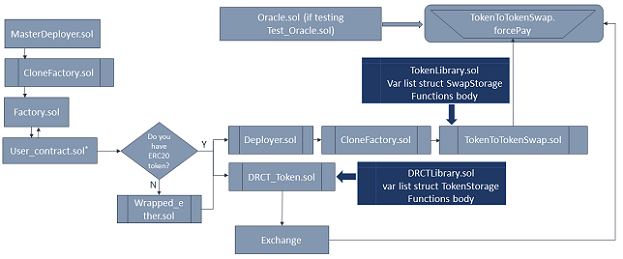 MasterDeployer.sol
CloneFactory.sol
Factory.sol
User_contract.sol*
Do you
have
ERC20
token?
Y
N
Wrapped_e
ther.sol
Oracle.sol (if testing
Test_Oracle.sol)
TokenToTokenSwap.
forcePay
TokenLibrary.sol
Var list struct SwapStorage
Functions body
Deployer.sol
CloneFactory.sol
TokenToTokenSwap.sol
DRCT_Token.sol
DRCTLibrary.sol
var list struct TokenStorage
Functions body
Exchange